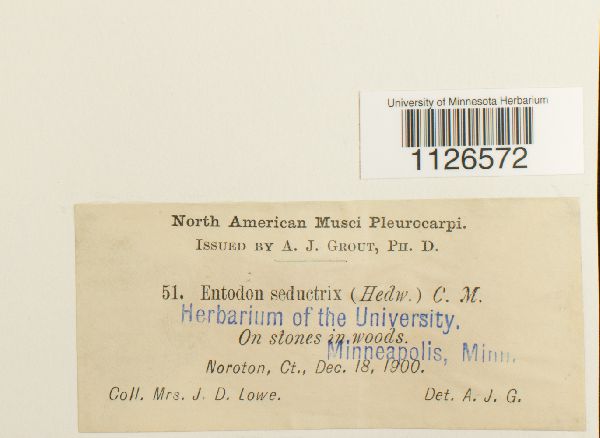 University of Minnesota Herbarium
1126572
North American Musci Pleurocarpi.
Issued by A. J. Grout, Ph. D.
51. Entodon seductrix (Hedw.) C. M.
Herbarium of the University.
On stones in woods.
Minneapolis, Minn.
Noroton, Ct., Dec. 18, 1900.
Coll. Mrs. J. D. Lowe. Det. A. J. G.